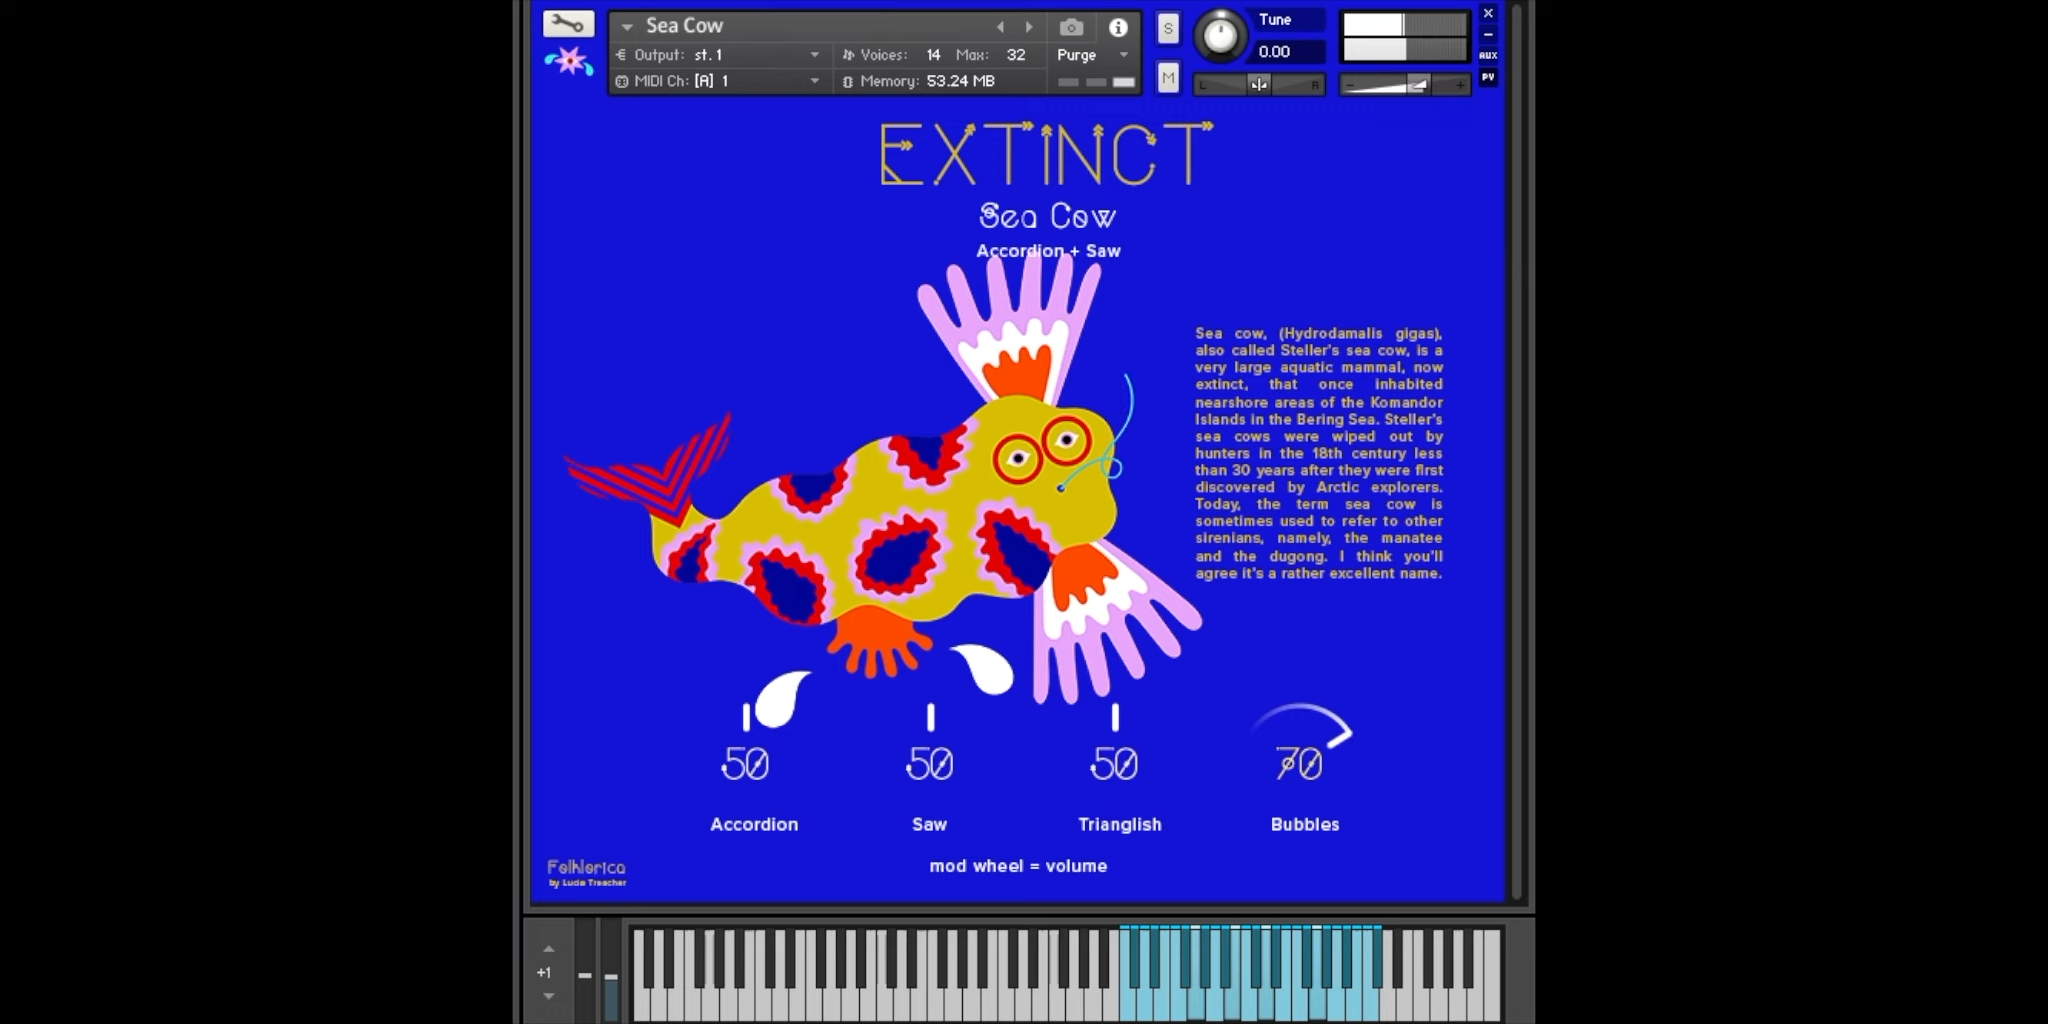 Sea Cow
Output: st.1
Voices: 14 Max: 32
Purge
MIDI Ch: [A] 1
Memory: 53.24 MB
S
M
Tune
0.00
L R
- +
X
-
AUX
PV
EXTINCT
Sea Cow
Accordion + Saw
Sea cow, (Hydrodamalis gigas),
also called Steller's sea cow, is a
very large aquatic mammal, now
extinct, that once inhabited
nearshore areas of the Komandor
Islands in the Bering Sea. Steller's
sea cows were wiped out by
hunters in the 18th century less
than 30 years after they were first
discovered by Arctic explorers.
Today, the term sea cow is
sometimes used to refer to other
sirenians, namely, the manatee
and the dugong. I think you'll
agree it's a rather excellent name.
50 50 50 70
Accordion Saw Trianglish Bubbles
mod wheel = volume
Folklorica
by Lucie Treacher
+1